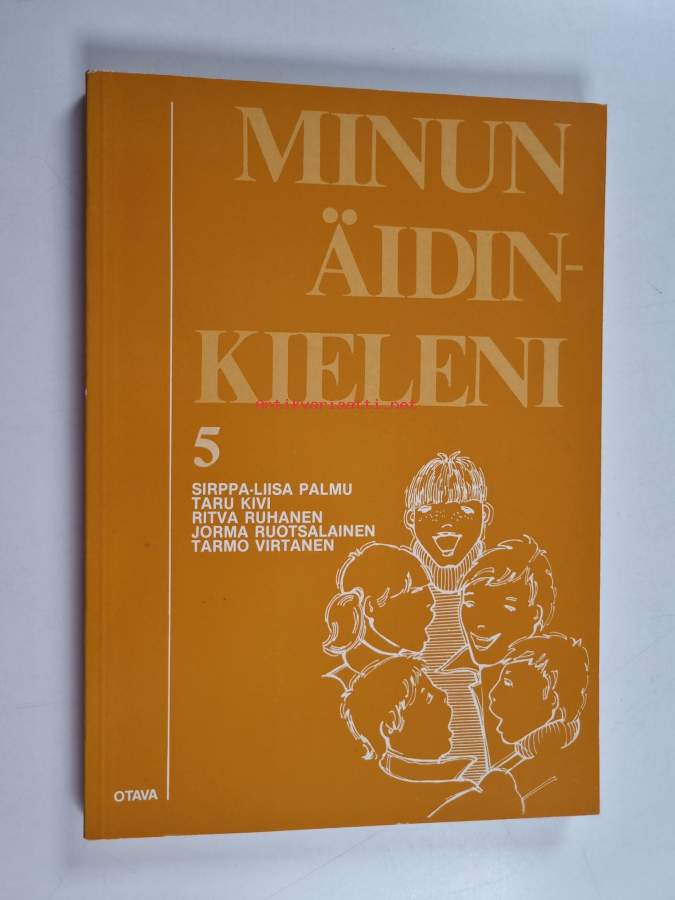 MINUN
ÄIDIN-
KIELENI
antikvariaatti.net
5
SIRPPA-LIISA PALMU
TARU KIVI
RITVA RUHANEN
JORMA RUOTSALAINEN
TARMO VIRTANEN
OTAVA